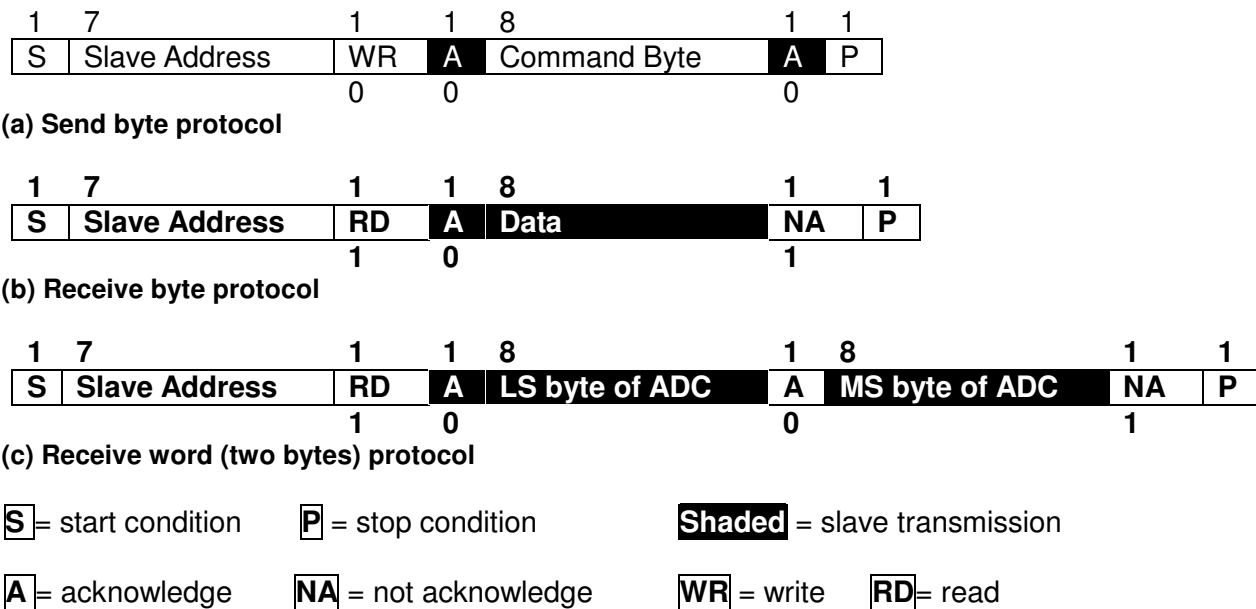 1 7 1 1 8 1 1
S Slave Address WR A Command Byte A P
0 0 0
(a) Send byte protocol
1 7 1 1 8 1 1
S Slave Address RD A Data NA P
1 0 1
(b) Receive byte protocol
1 7 1 1 8 1 8 1 1
S Slave Address RD A LS byte of ADC A MS byte of ADC NA P
1 0 0 1
(c) Receive word (two bytes) protocol
S = start condition P = stop condition Shaded = slave transmission
A = acknowledge NA = not acknowledge WR = write RD = read